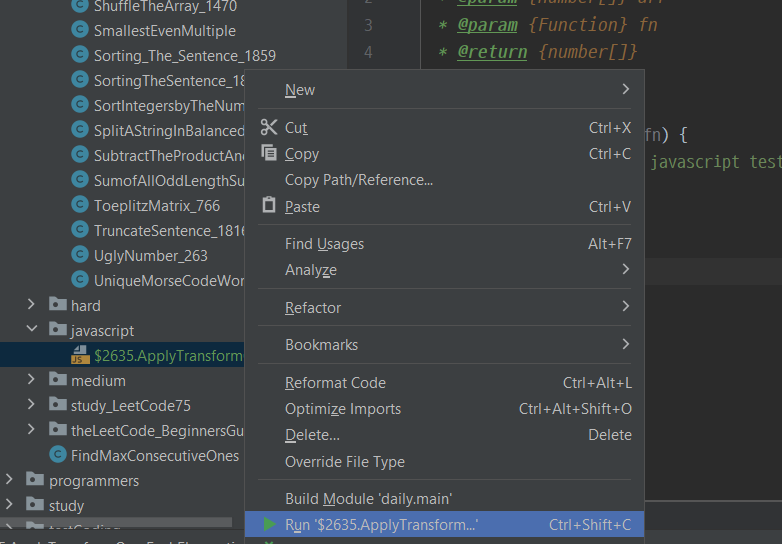 ShuffleTheArray_1470
SmallestEvenMultiple
Sorting_The_Sentence_1859
SortingTheSentence_18
SortIntegersbyTheNum
SplitAStringInBalanced
SubtractTheProductAn
SumofAllOddLengthSu
ToeplitzMatrix_766
TruncateSentence_1816
UglyNumber_263
UniqueMorseCodeWor
hard
javascript
JS $2635.ApplyTransform
medium
study_LeetCode75
theLeetCode_BeginnersGu
FindMaxConsecutiveOnes
programmers
study
testCoding
2 * @param {number[]} arr
3 * @param {Function} fn
4 * @return {number[]}
fn) {
javascript test
New
Cut Ctrl+X
Copy Ctrl+C
Copy Path/Reference...
Paste Ctrl+V
Find Usages Alt+F7
Analyze
Refactor
Bookmarks
Reformat Code Ctrl+Alt+L
Optimize Imports Ctrl+Alt+Shift+O
Delete... Delete
Override File Type
Build Module 'daily.main'
Run '$2635.ApplyTransform...' Ctrl+Shift+C